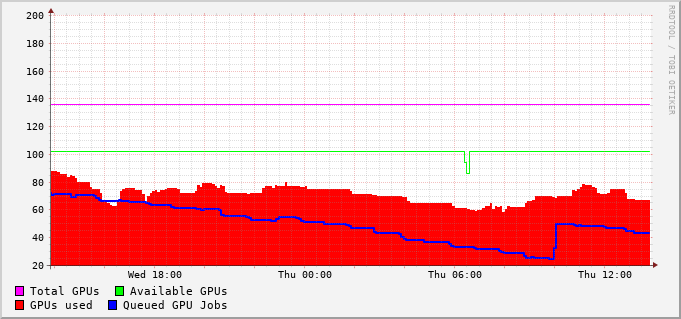 200
180
160
140
120
100
80
60
40
20
Wed 18:00 Thu 00:00 Thu 06:00 Thu 12:00
Total GPUs Available GPUs
GPUs used Queued GPU Jobs
RRDTOOL / TOBI OETIKER